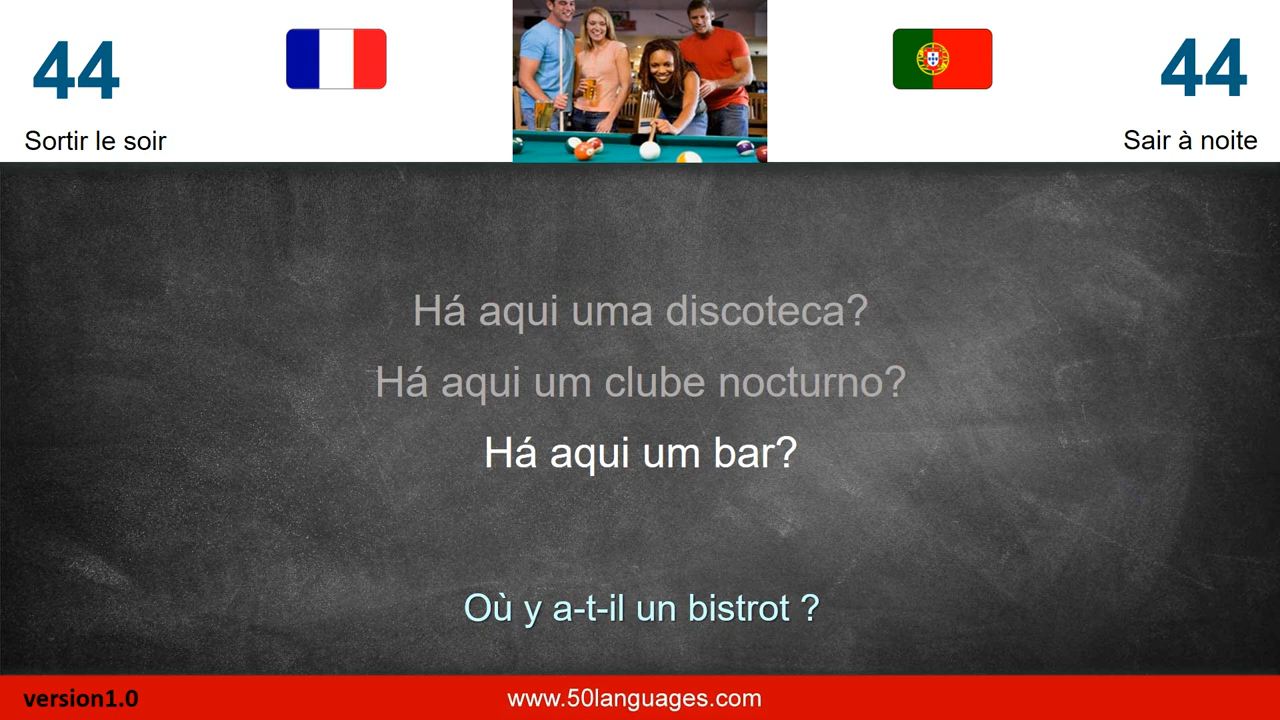 44
44
Sortir le soir
Sair à noite
Há aqui uma discoteca?
Há aqui um clube nocturno?
Há aqui um bar?
Où y a-t-il un bistrot ?
version1.0
www.50languages.com